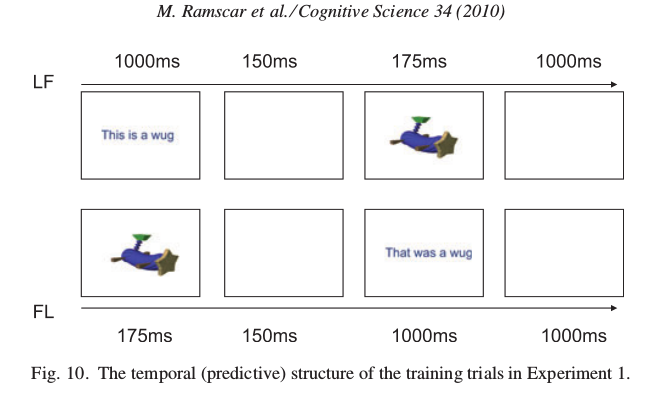 M. Ramscar et al. / Cognitive Science 34 (2010)
1000ms 150ms 175ms 1000ms
LF
This is a wug
That was a wug
FL
175ms 150ms 1000ms 1000ms
Fig. 10. The temporal (predictive) structure of the training trials in Experiment 1.